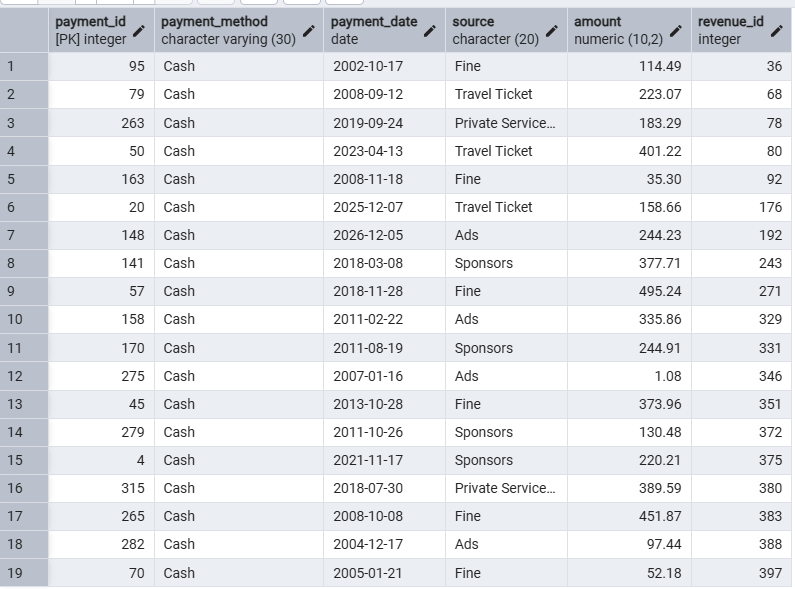 payment_id payment_method payment_date source amount revenue_id
[PK] integer character varying (30) date character (20) numeric (10,2) integer
1 95 Cash 2002-10-17 Fine 114.49 36
2 79 Cash 2008-09-12 Travel Ticket 223.07 68
3 263 Cash 2019-09-24 Private Service… 183.29 78
4 50 Cash 2023-04-13 Travel Ticket 401.22 80
5 163 Cash 2008-11-18 Fine 35.30 92
6 20 Cash 2025-12-07 Travel Ticket 158.66 176
7 148 Cash 2026-12-05 Ads 244.23 192
8 141 Cash 2018-03-08 Sponsors 377.71 243
9 57 Cash 2018-11-28 Fine 495.24 271
10 158 Cash 2011-02-22 Ads 335.86 329
11 170 Cash 2011-08-19 Sponsors 244.91 331
12 275 Cash 2007-01-16 Ads 1.08 346
13 45 Cash 2013-10-28 Fine 373.96 351
14 279 Cash 2011-10-26 Sponsors 130.48 372
15 4 Cash 2021-11-17 Sponsors 220.21 375
16 315 Cash 2018-07-30 Private Service… 389.59 380
17 265 Cash 2008-10-08 Fine 451.87 383
18 282 Cash 2004-12-17 Ads 97.44 388
19 70 Cash 2005-01-21 Fine 52.18 397